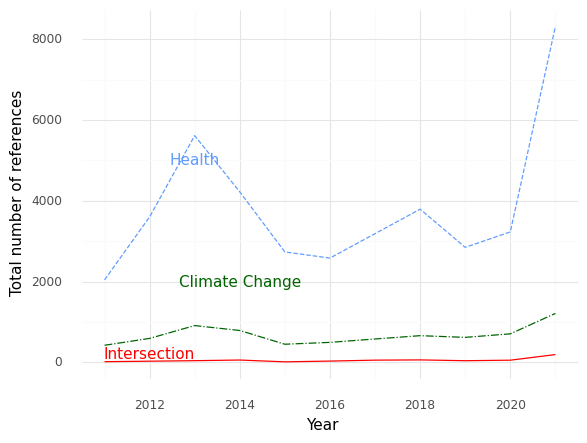 8000
6000
4000
2000
0
Total number of references
Health
Climate Change
Intersection
2012 2014 2016 2018 2020
Year